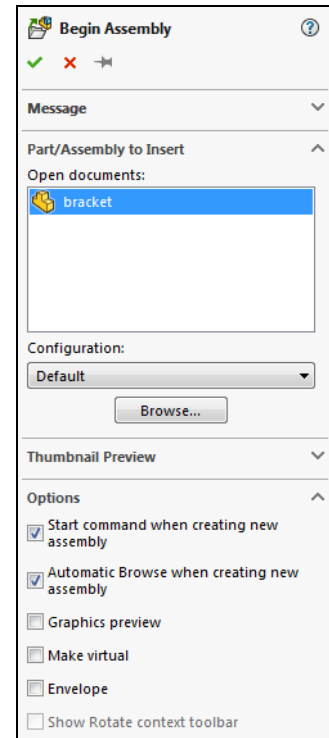 Begin Assembly
?
Message
Part/Assembly to Insert
Open documents:
bracket
Configuration:
Default
Browse...
Thumbnail Preview
Options
Start command when creating new
assembly
Automatic Browse when creating new
assembly
Graphics preview
Make virtual
Envelope
Show Rotate context toolbar